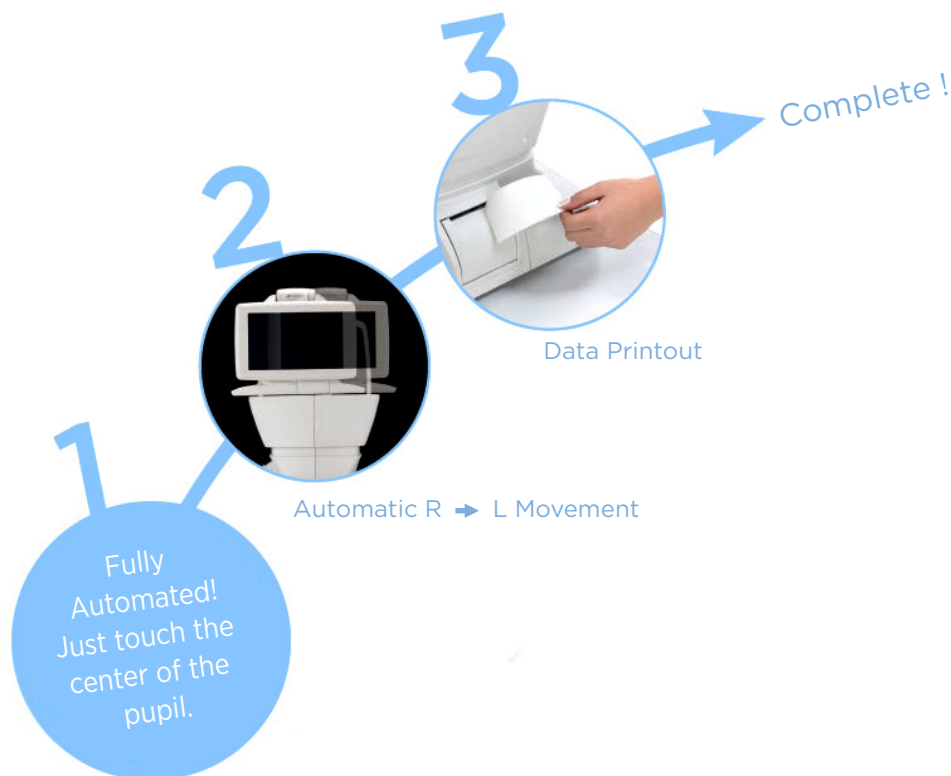 1
Fully
Automated!
Just touch the
center of the
pupil.
2
Automatic R → L Movement
3
Data Printout
Complete !